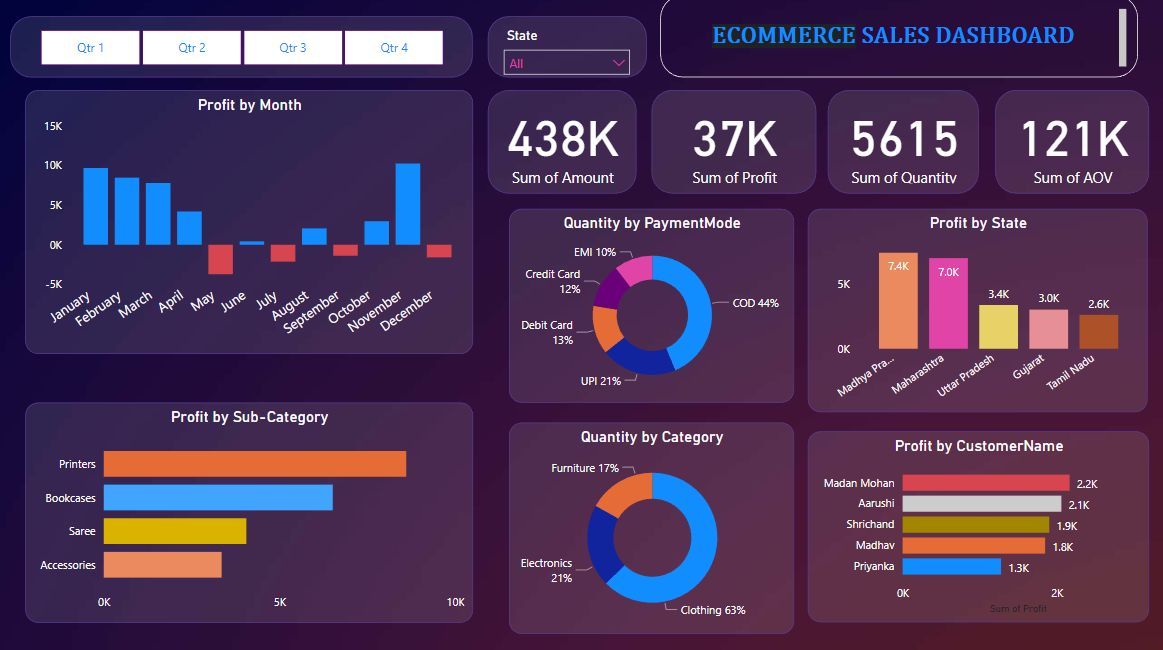 Qtr 1
Qtr 2
Qtr 3
Qtr 4
State
All
ECOMMERCE SALES DASHBOARD
438K
Sum of Amount
37K
Sum of Profit
5615
Sum of Quantity
121K
Sum of AOV
Profit by Month
15K
10K
5K
0K
-5K
January
February
March
April
May
June
July
August
September
October
November
December
Quantity by PaymentMode
EMI 10%
Credit Card
12%
Debit Card
13%
UPI 21%
COD 44%
Profit by State
5K
0K
7.4K
7.0K
3.4K
3.0K
2.6K
Madhya Pra...
Maharashtra
Uttar Pradesh
Gujarat
Tamil Nadu
Profit by Sub-Category
Printers
Bookcases
Saree
Accessories
0K
5K
10K
Quantity by Category
Furniture 17%
Electronics
21%
Clothing 63%
Profit by CustomerName
Madan Mohan
2.2K
Aarushi
2.1K
Shrichand
1.9K
Madhav
1.8K
Priyanka
1.3K
0K
2K
Sum of Profit